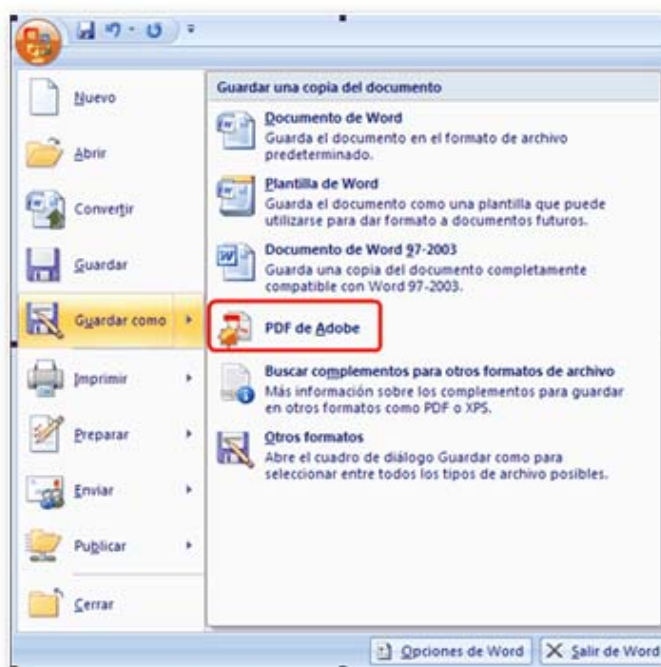 Nuevo
Abrir
Convertir
Guardar
Guardar como
Imprimir
Preparar
Enviar
Publicar
Cerrar
Guardar una copia del documento
Documento de Word
Guarda el documento en el formato de archivo
predeterminado.
Plantilla de Word
Guarda el documento como una plantilla que puede
utilizarse para dar formato a documentos futuros.
Documento de Word 97-2003
Guarda una copia del documento completamente
compatible con Word 97-2003.
PDF de Adobe
Buscar complementos para otros formatos de archivo
Más información sobre los complementos para guardar
en otros formatos como PDF o XPS.
Otros formatos
Abre el cuadro de diálogo Guardar como para
seleccionar entre todos los tipos de archivo posibles.
Opciones de Word
Salir de Word